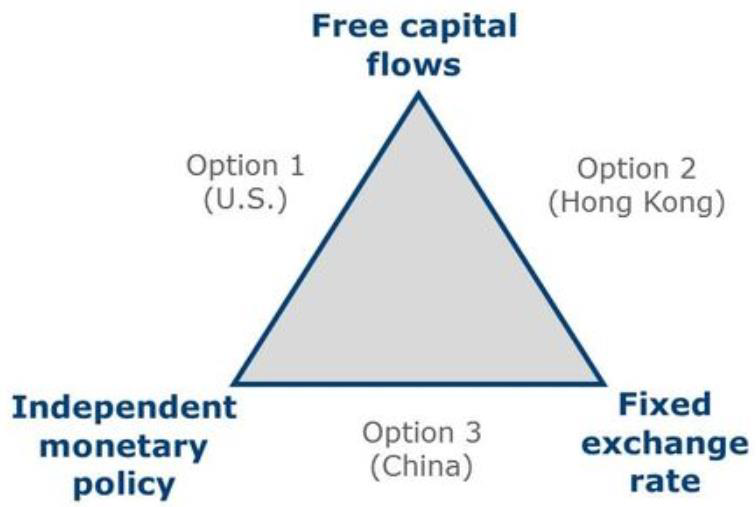 Free capital
flows
Option 1
(U.S.)
Option 2
(Hong Kong)
Independent
monetary
policy
Option 3
(China)
Fixed
exchange
rate